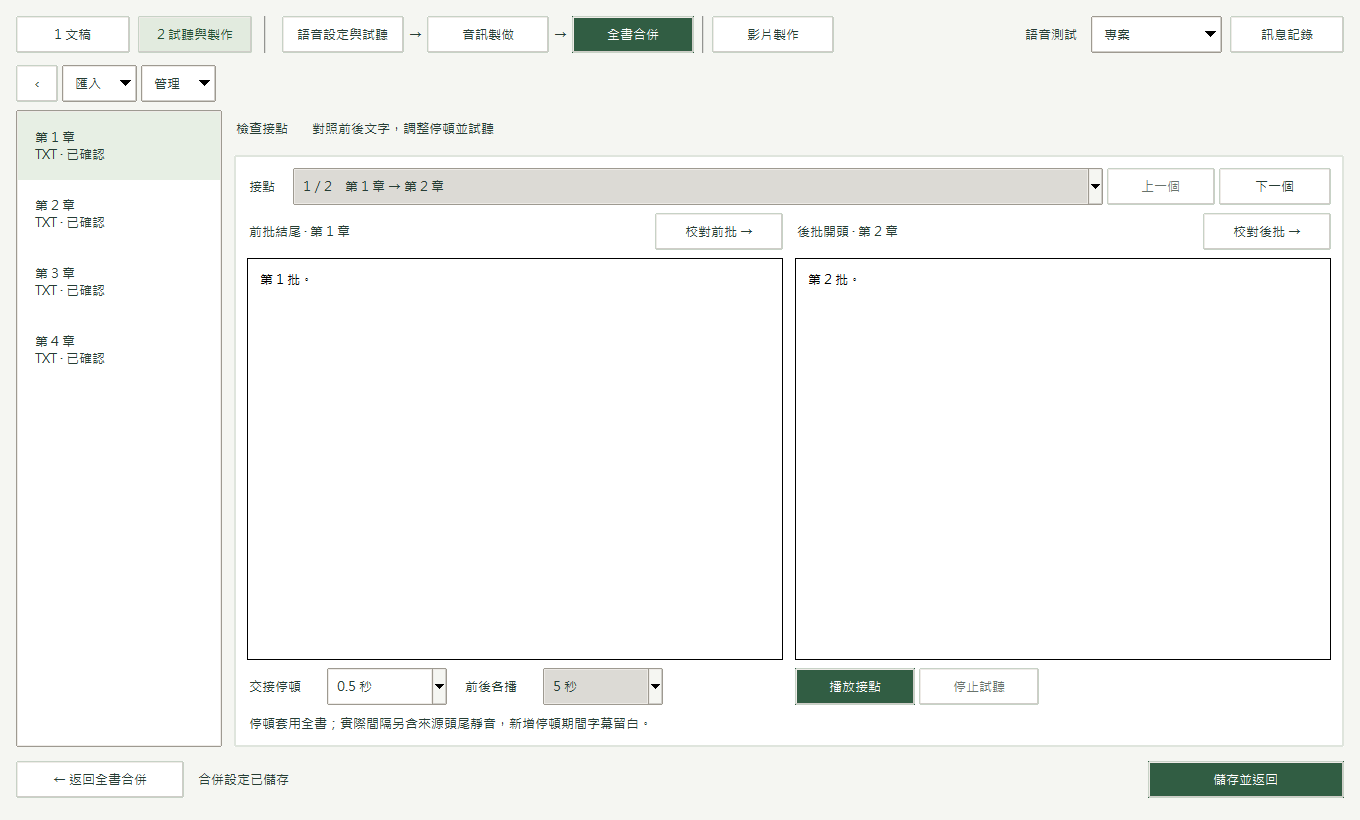 1 文稿
2 試聽與製作
語音設定與試聽
→
音訊製做
→
全書合併
影片製作
語音測試
專案
訊息記錄
‹
匯入
管理
第 1 章
TXT · 已確認
第 2 章
TXT · 已確認
第 3 章
TXT · 已確認
第 4 章
TXT · 已確認
檢查接點
對照前後文字，調整停頓並試聽
接點
1 / 2 第 1 章 → 第 2 章
上一個
下一個
前批結尾 · 第 1 章
校對前批 →
後批開頭 · 第 2 章
校對後批 →
第 1 批。
第 2 批。
交接停頓
0.5 秒
前後各播
5 秒
播放接點
停止試聽
停頓套用全書；實際間隔另含來源頭尾靜音，新增停頓期間字幕留白。
← 返回全書合併
合併設定已儲存
儲存並返回